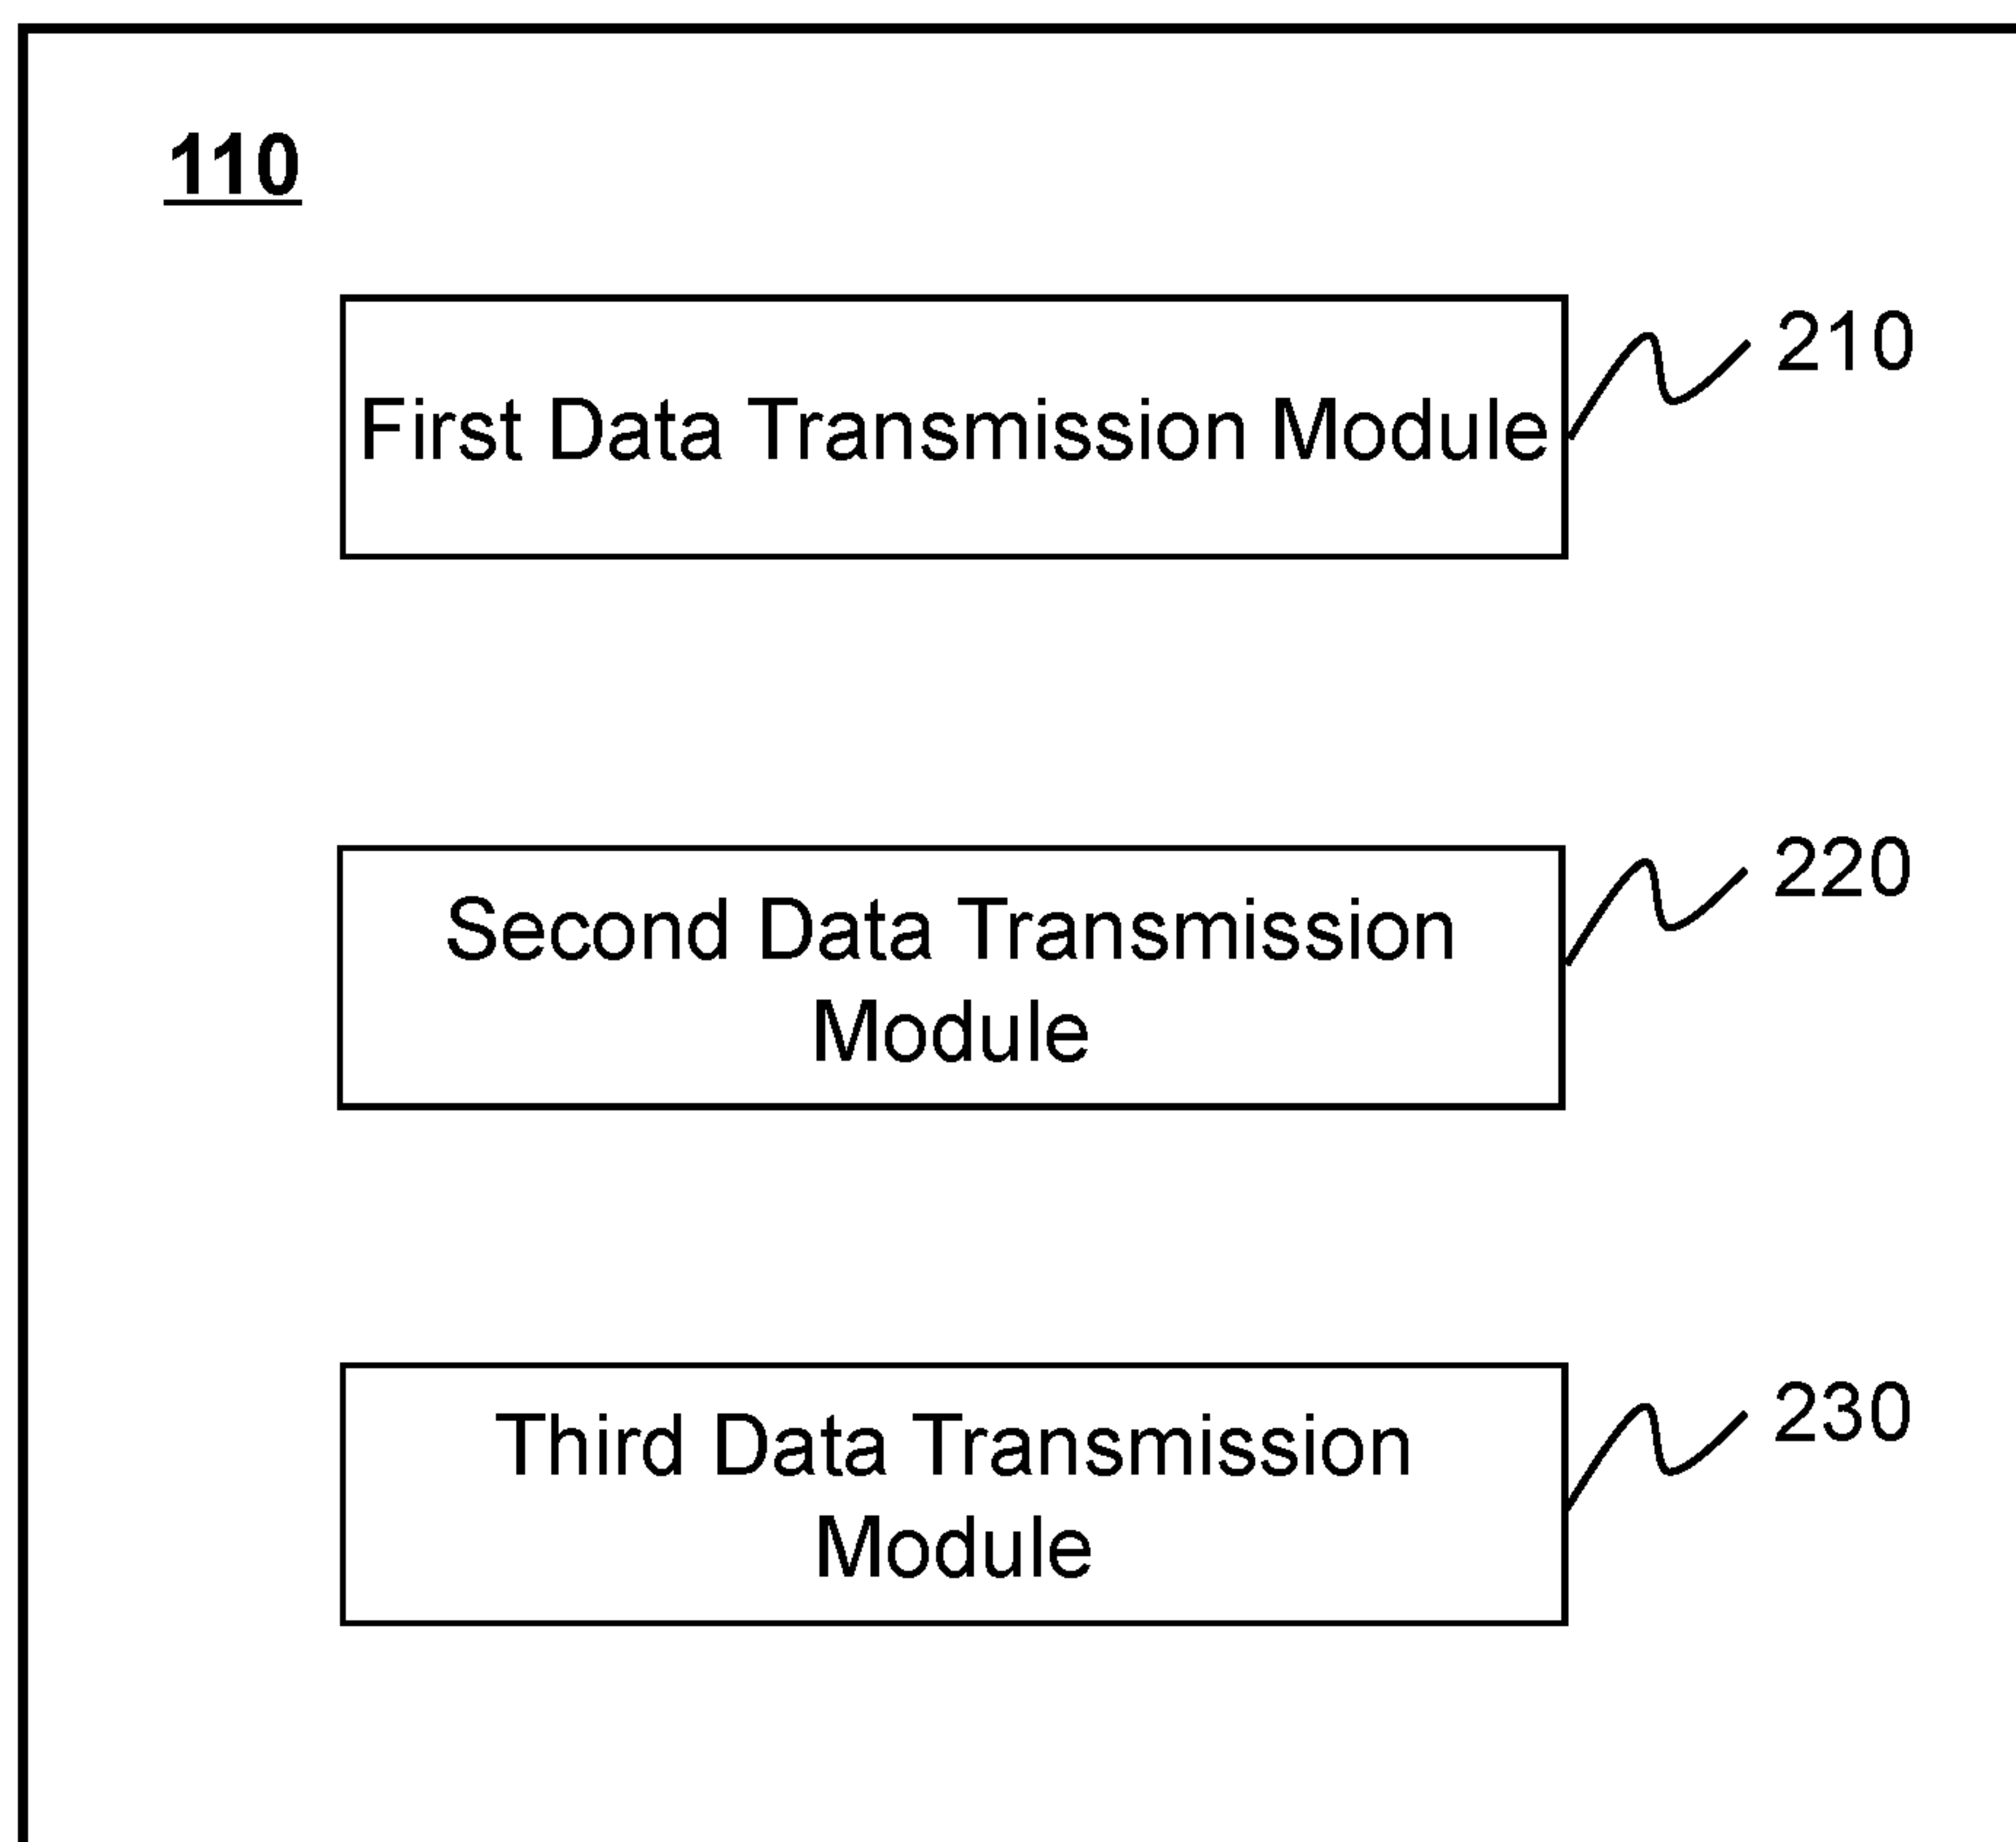 110
First Data Transmission Module
210
Second Data Transmission
Module
220
Third Data Transmission
Module
230